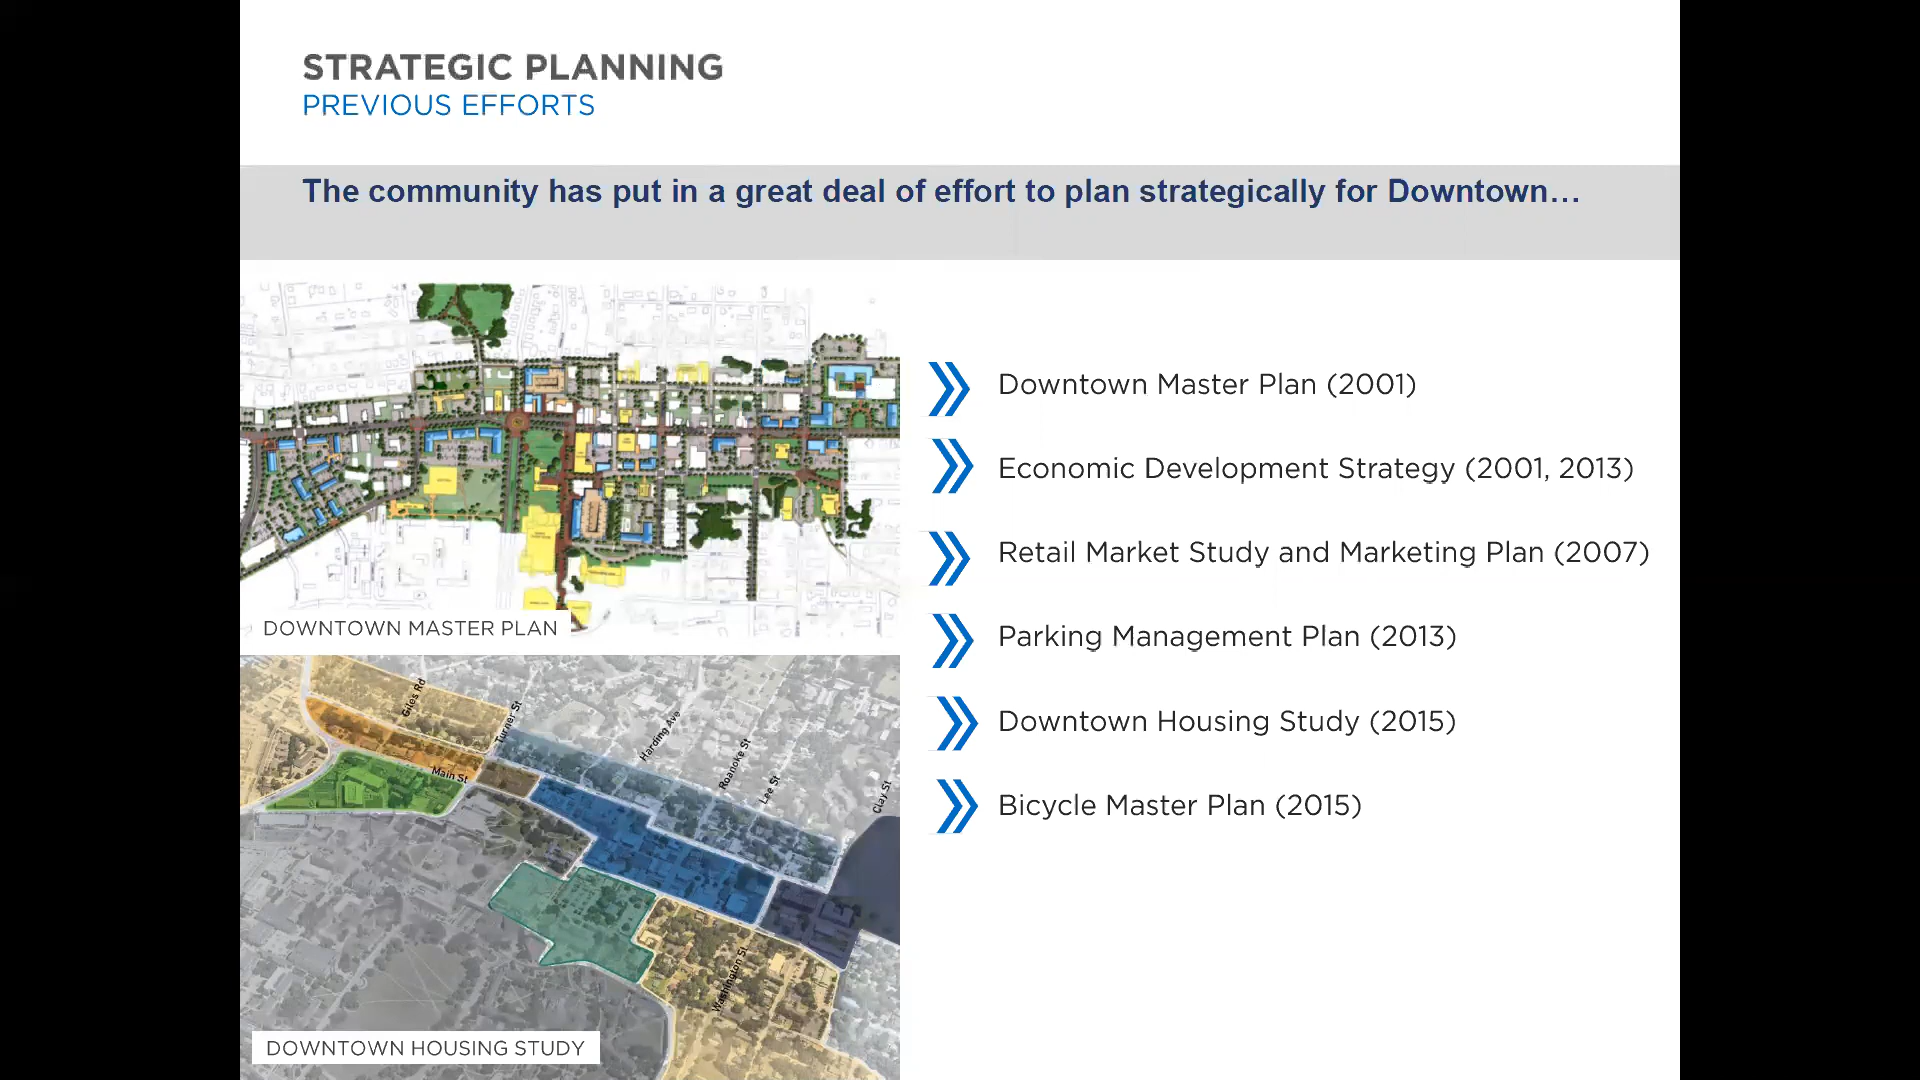 STRATEGIC PLANNING
PREVIOUS EFFORTS
The community has put in a great deal of effort to plan strategically for Downtown…
DOWNTOWN MASTER PLAN
Downtown Master Plan (2001)
Economic Development Strategy (2001, 2013)
Retail Market Study and Marketing Plan (2007)
Parking Management Plan (2013)
Downtown Housing Study (2015)
Bicycle Master Plan (2015)
Giles Rd
Turner St
Harding Ave
Roanoke St
Lee St
Clay St
Main St
Washington St
DOWNTOWN HOUSING STUDY